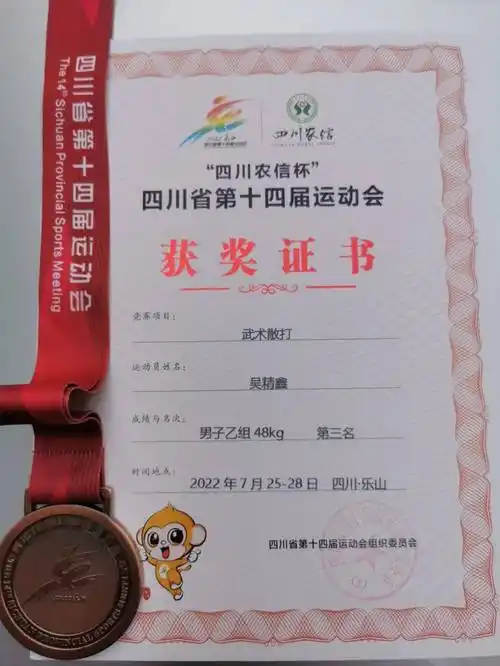 四川省第十四届运动会
The 14th Sichuan Provincial Sports Meeting
四川农信
“四川农信杯”
四川省第十四届运动会
获奖证书
竞赛项目：
武术散打
运动员姓名：
吴精鑫
成绩与名次：
男子乙组 48kg 第三名
时间地点：
2022 年 7 月 25-28 日 四川·乐山
四川省第十四届运动会组织委员会